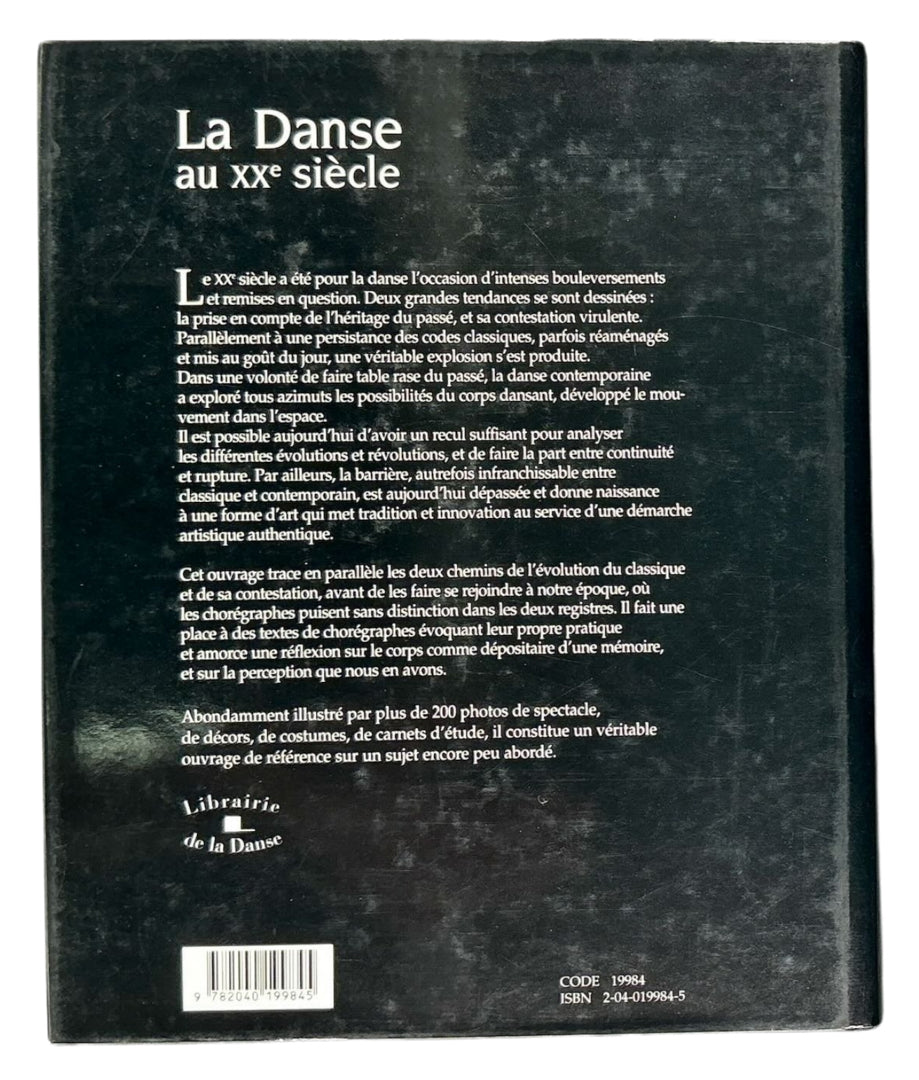 La Danse
au XXe siècle
Le XXe siècle a été pour la danse l'occasion d'intenses bouleversements
et remises en question. Deux grandes tendances se sont dessinées :
la prise en compte de l'héritage du passé, et sa contestation virulente.
Parallèlement à une persistance des codes classiques, parfois réaménagés
et mis au goût du jour, une véritable explosion s'est produite.
Dans une volonté de faire table rase du passé, la danse contemporaine
a exploré tous azimuts les possibilités du corps dansant, développé le mou-
vement dans l'espace.
Il est possible aujourd'hui d'avoir un recul suffisant pour analyser
les différentes évolutions et révolutions, et de faire la part entre continuité
et rupture. Par ailleurs, la barrière, autrefois infranchissable entre
classique et contemporain, est aujourd'hui dépassée et donne naissance
à une forme d'art qui met tradition et innovation au service d'une démarche
artistique authentique.
Cet ouvrage trace en parallèle les deux chemins de l'évolution du classique
et de sa contestation, avant de les faire se rejoindre à notre époque, où
les chorégraphes puisent sans distinction dans les deux registres. Il fait une
place à des textes de chorégraphes évoquant leur propre pratique
et amorce une réflexion sur le corps comme dépositaire d'une mémoire,
et sur la perception que nous en avons.
Abondamment illustré par plus de 200 photos de spectacle,
de décors, de costumes, de carnets d'étude, il constitue un véritable
ouvrage de référence sur un sujet encore peu abordé.
Librairie
de la Danse
9 782040 199845
CODE 19984
ISBN 2-04-019984-5